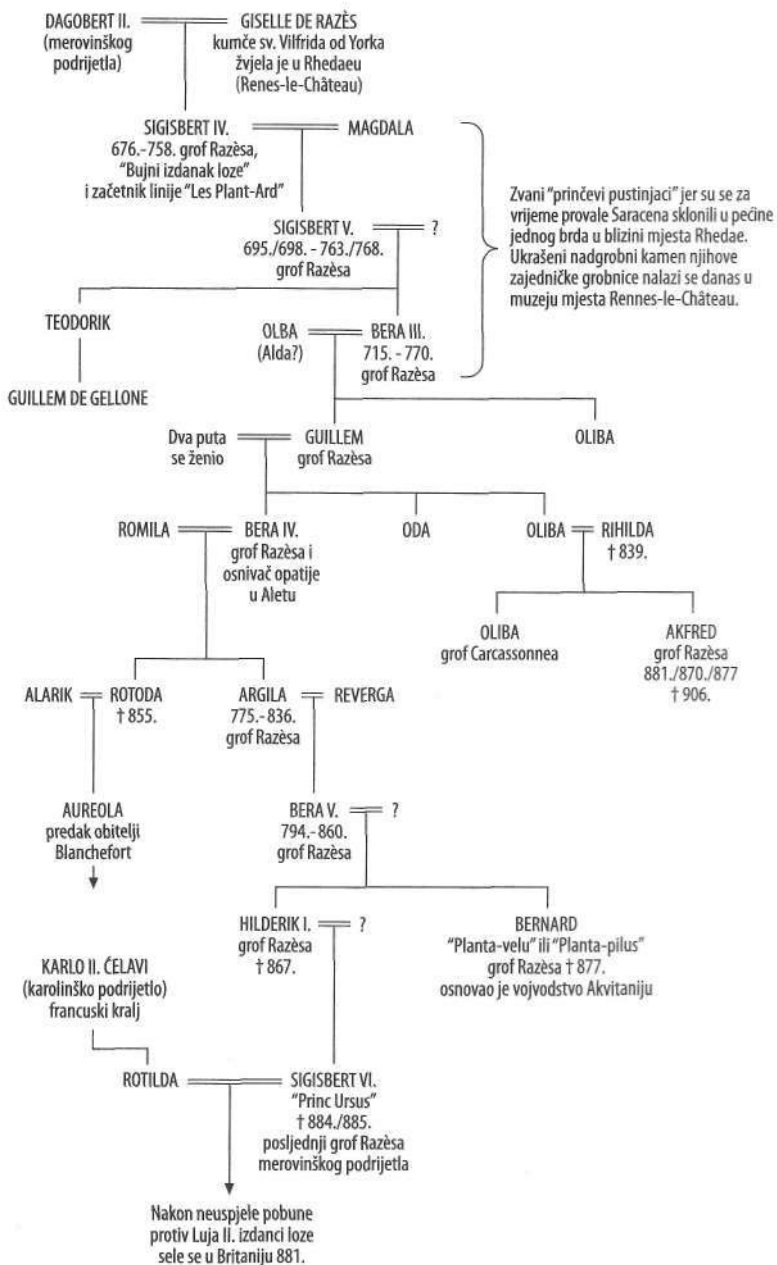 DAGOBERT II.
(merovinškog
podrijetla)
GISELLE DE RAZÈS
kumče sv. Vilfrida od Yorka
žvjela je u Rhedaeu
(Renes-le-Château)
SIGISBERT IV.
676.-758. grof Razèsa,
"Bujni izdanak loze"
i začetnik linije "Les Plant-Ard"
MAGDALA
Zvani "prinčevi pustinjaci" jer su se za
vrijeme provale Saracena sklonili u pećine
jednog brda u blizini mjesta Rhedae.
Ukrašeni nadgrobni kamen njihove
zajedničke grobnice nalazi se danas u
muzeju mjesta Rennes-le-Château.
SIGISBERT V.
695./698. - 763./768.
grof Razèsa
?
TEODORIK
GUILLEM DE GELLONE
OLBA
(Alda?)
BERA III.
715. - 770.
grof Razèsa
Dva puta
se ženio
GUILLEM
grof Razèsa
OLIBA
ROMILA
BERA IV.
grof Razèsa i
osnivač opatije
u Aletu
ODA
OLIBA
RIHILDA
† 839.
OLIBA
grof Carcassonnea
AKFRED
grof Razèsa
881./870./877
† 906.
ALARIK
ROTODA
† 855.
ARGILA
775.-836.
grof Razèsa
REVERGA
AUREOLA
predak obitelji
Blanchefort
BERA V.
794.- 860.
grof Razèsa
?
HILDERIK I.
grof Razèsa
† 867.
?
BERNARD
"Planta-velu" ili "Planta-pilus"
grof Razèsa † 877.
osnovao je vojvodstvo Akvitaniju
KARLO II. ĆELAVI
(karolinško podrijetlo)
francuski kralj
ROTILDA
SIGISBERT VI.
"Princ Ursus"
† 884./885.
posljednji grof Razèsa
merovinškog podrijetla
Nakon neuspjele pobune
protiv Luja II. izdanci loze
sele se u Britaniju 881.